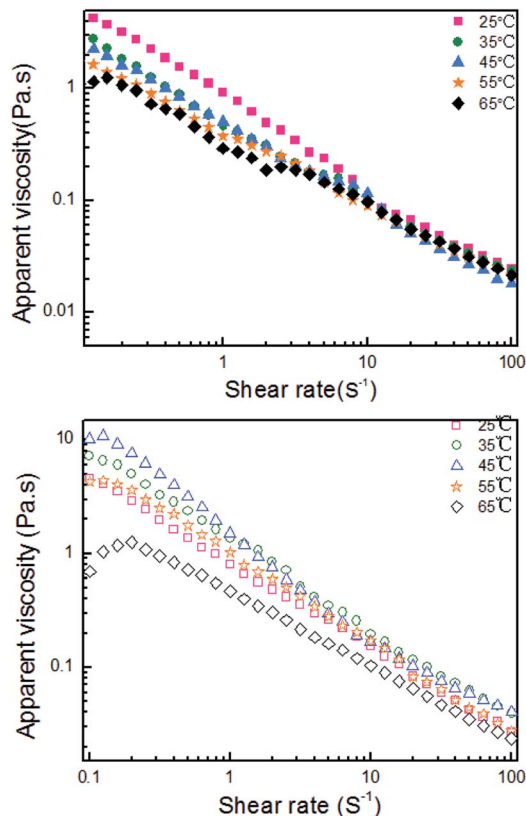 Apparent viscosity(Pa.s)
1
0.1
0.01
25°C
35°C
45°C
55°C
65°C
1
10
100
Shear rate(S⁻¹)
Apparent viscosity (Pa.s)
10
1
0.1
25℃
35℃
45℃
55℃
65℃
0.1
1
10
100
Shear rate (S⁻¹)